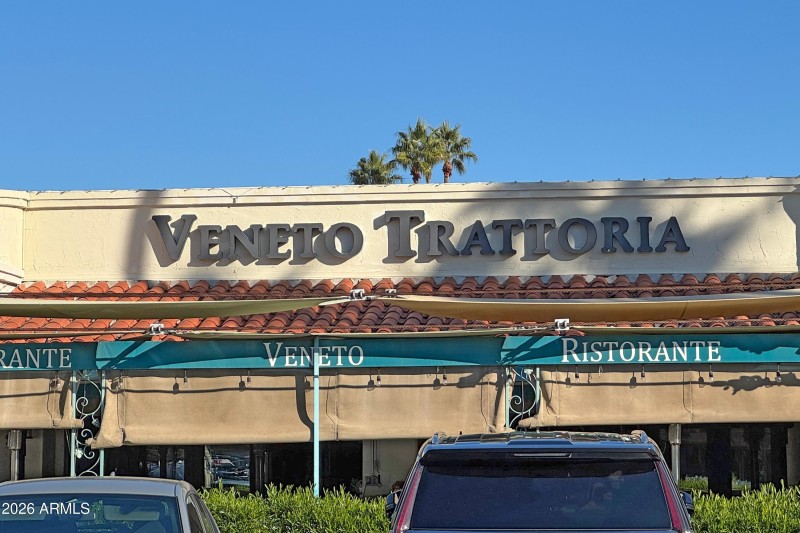 VENETO TRATTORIA
RANTE
VENETO
RISTORANTE
2026 ARMLS